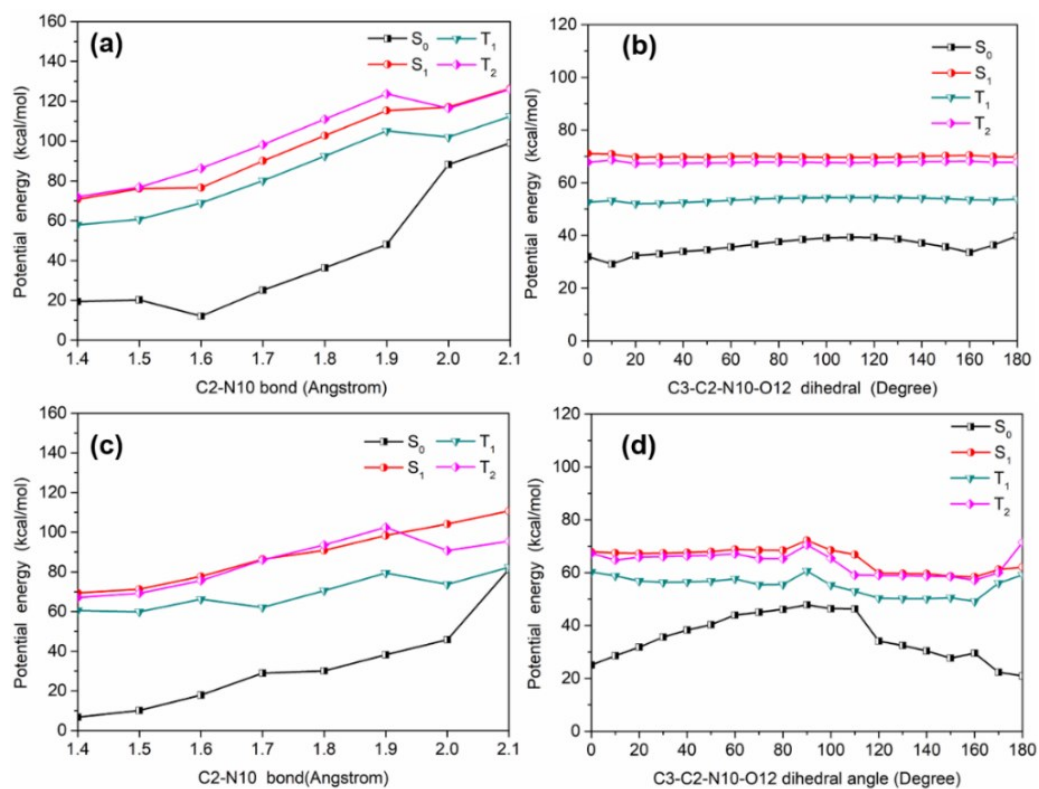 (a)
S0
T1
S1
T2
160
140
120
100
80
60
40
20
0
Potential energy (kcal/mol)
1.4 1.5 1.6 1.7 1.8 1.9 2.0 2.1
C2-N10 bond (Angstrom)
(b)
S0
S1
T1
T2
120
100
80
60
40
20
0
Potential energy (kcal/mol)
0 20 40 60 80 100 120 140 160 180
C3-C2-N10-O12 dihedral (Degree)
(c)
S0
T1
S1
T2
160
140
120
100
80
60
40
20
0
Potential energy (kcal/mol)
1.4 1.5 1.6 1.7 1.8 1.9 2.0 2.1
C2-N10 bond(Angstrom)
(d)
S0
S1
T1
T2
120
100
80
60
40
20
0
Potential energy (kcal/mol)
0 20 40 60 80 100 120 140 160 180
C3-C2-N10-O12 dihedral angle (Degree)